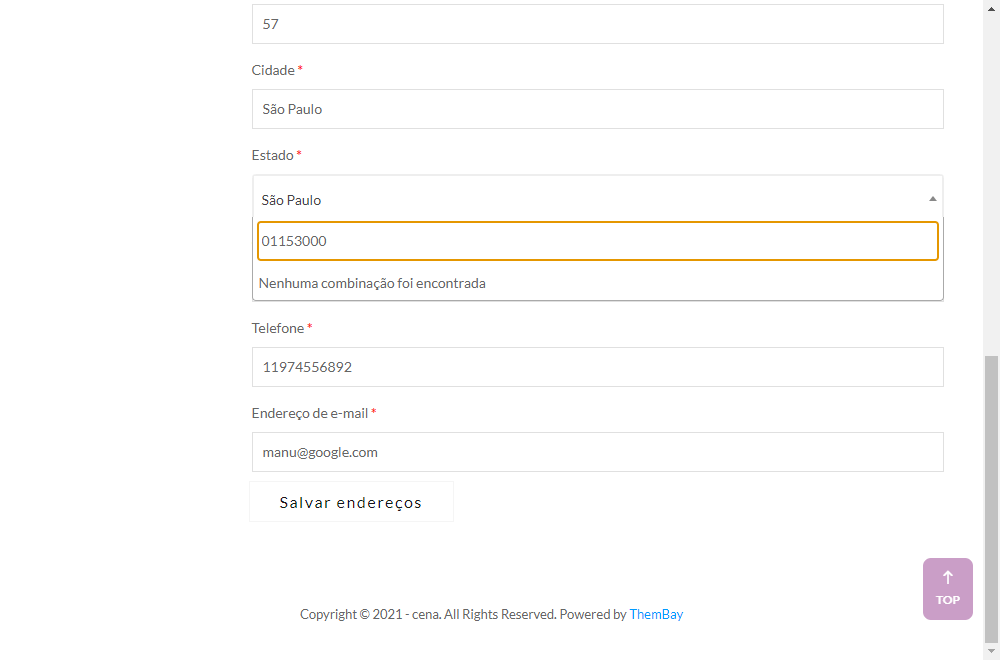 57
Cidade *
São Paulo
Estado *
São Paulo
01153000
Nenhuma combinação foi encontrada
Telefone *
11974556892
Endereço de e-mail *
manu@google.com
Salvar endereços
TOP
Copyright © 2021 - cena. All Rights Reserved. Powered by ThemBay